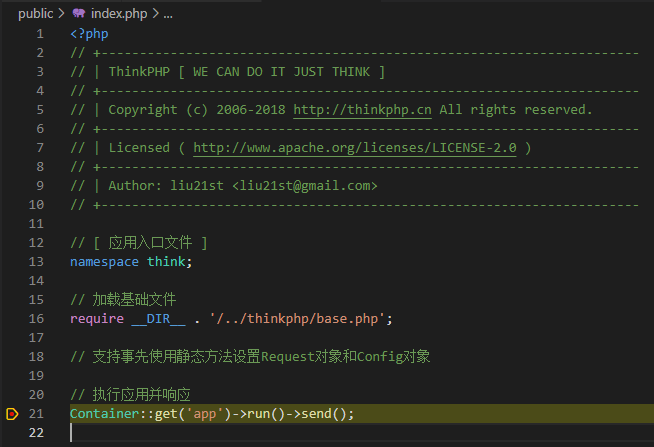 public > index.php > ...
1 <?php
2 // +----------------------------------------------------------------------
3 // | ThinkPHP [ WE CAN DO IT JUST THINK ]
4 // +----------------------------------------------------------------------
5 // | Copyright (c) 2006-2018 http://thinkphp.cn All rights reserved.
6 // +----------------------------------------------------------------------
7 // | Licensed ( http://www.apache.org/licenses/LICENSE-2.0 )
8 // +----------------------------------------------------------------------
9 // | Author: liu21st <liu21st@gmail.com>
10 // +----------------------------------------------------------------------
11
12 // [ 应用入口文件 ]
13 namespace think;
14
15 // 加载基础文件
16 require __DIR__ . '/../thinkphp/base.php';
17
18 // 支持事先使用静态方法设置Request对象和Config对象
19
20 // 执行应用并响应
21 Container::get('app')->run()->send();
22